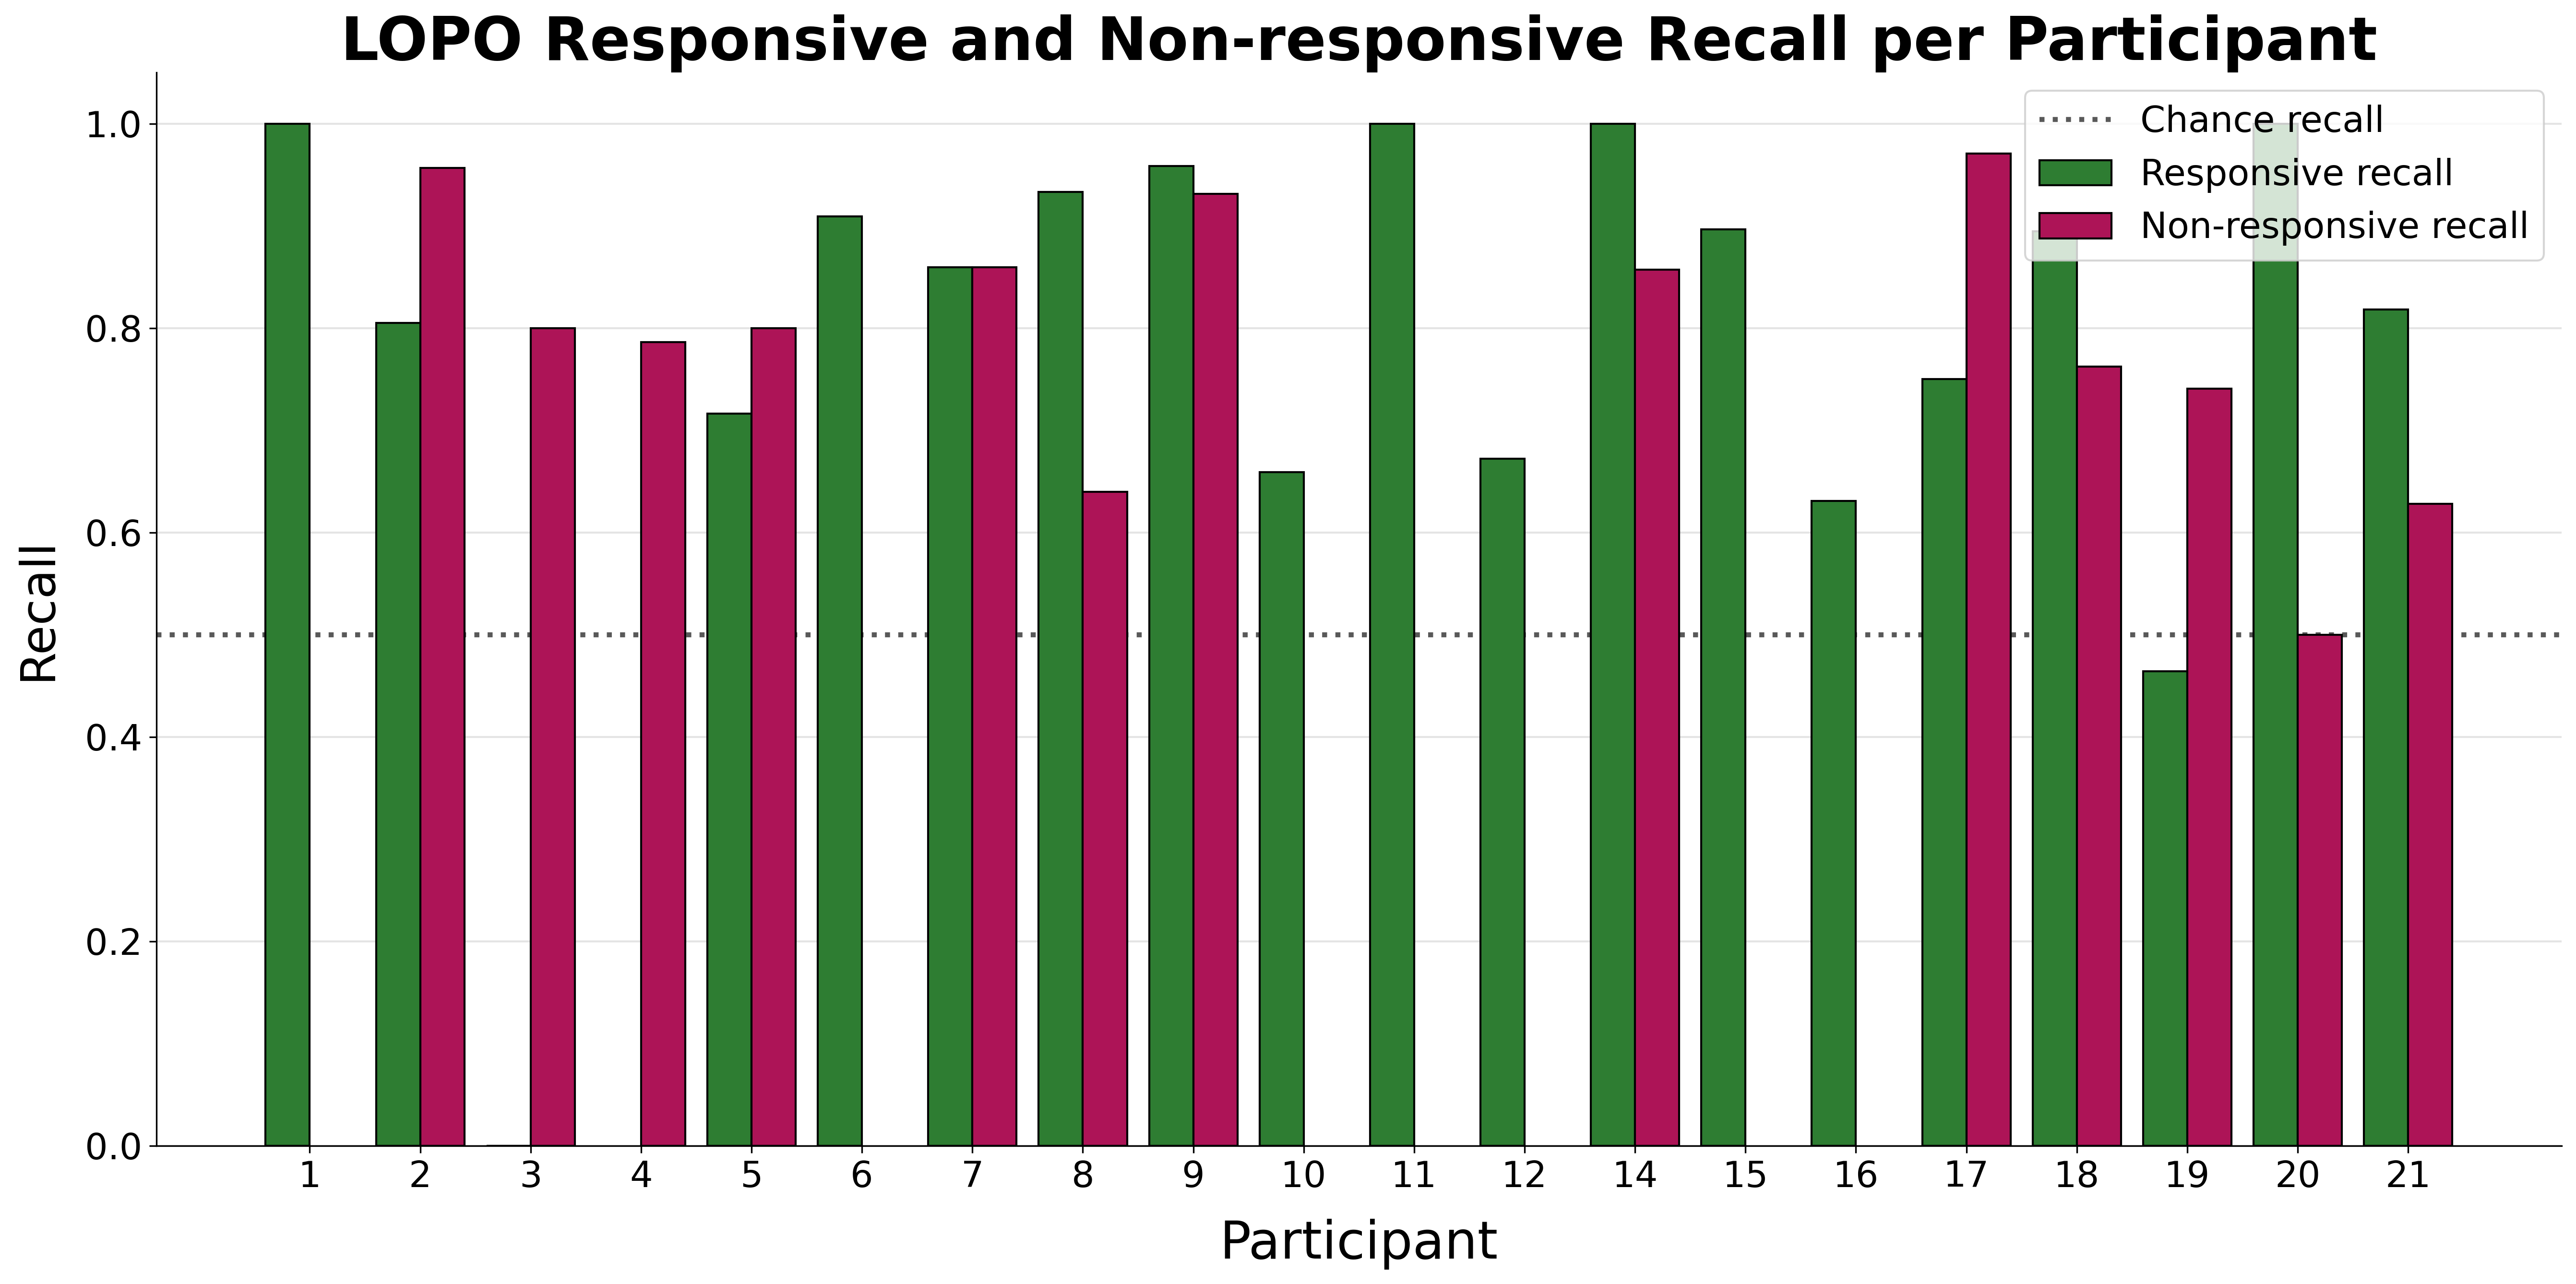 LOPO Responsive and Non-responsive Recall per Participant
Chance recall
Responsive recall
Non-responsive recall
Recall
1.0
0.8
0.6
0.4
0.2
0.0
1 2 3 4 5 6 7 8 9 10 11 12 14 15 16 17 18 19 20 21
Participant